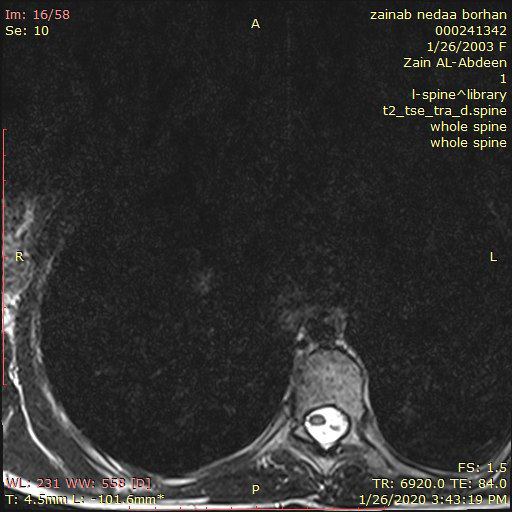 Im: 16/58
Se: 10
A
zainab nedaa borhan
000241342
1/26/2003 F
Zain AL-Abdeen
1
l-spine^library
t2_tse_tra_d.spine
whole spine
whole spine
R
L
WL: 231 WW: 558 [D]
T: 4.5mm L: -101.6mm*
P
FS: 1.5
TR: 6920.0 TE: 84.0
1/26/2020 3:43:19 PM